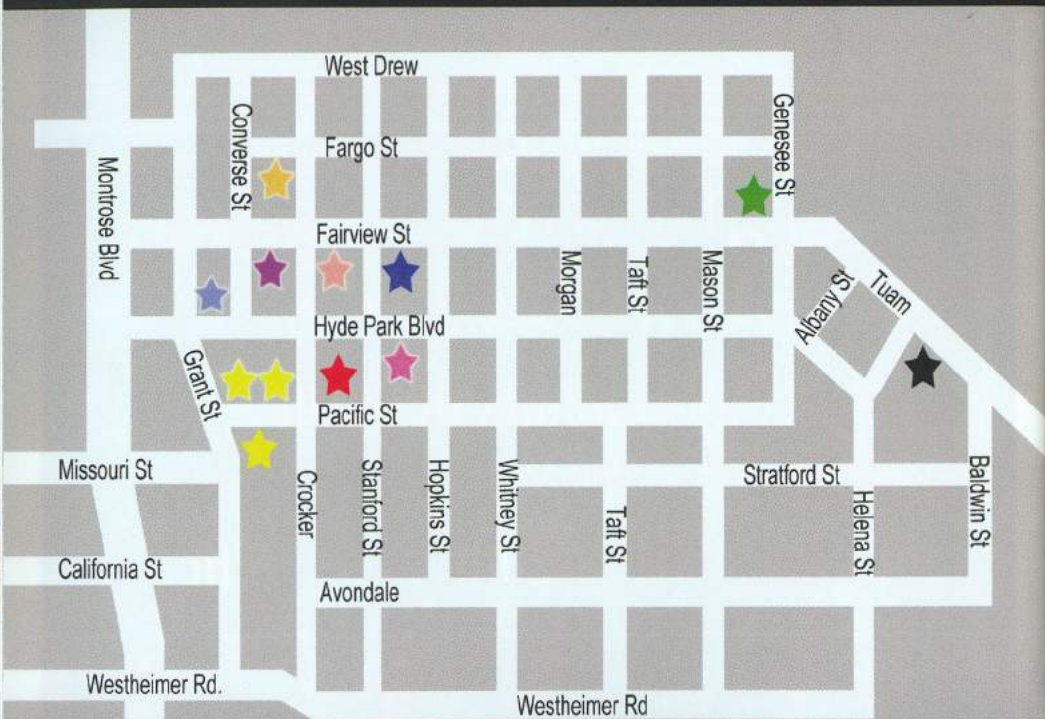 West Drew
Converse St
Genesee St
Fargo St
Montrose Blvd
Fairview St
Morgan
Taft St
Mason St
Albany St
Tuam
Hyde Park Blvd
Grant St
Pacific St
Missouri St
Crocker
Stanford St
Hopkins St
Whitney St
Taft St
Stratford St
Helena St
Baldwin St
California St
Avondale
Westheimer Rd.
Westheimer Rd